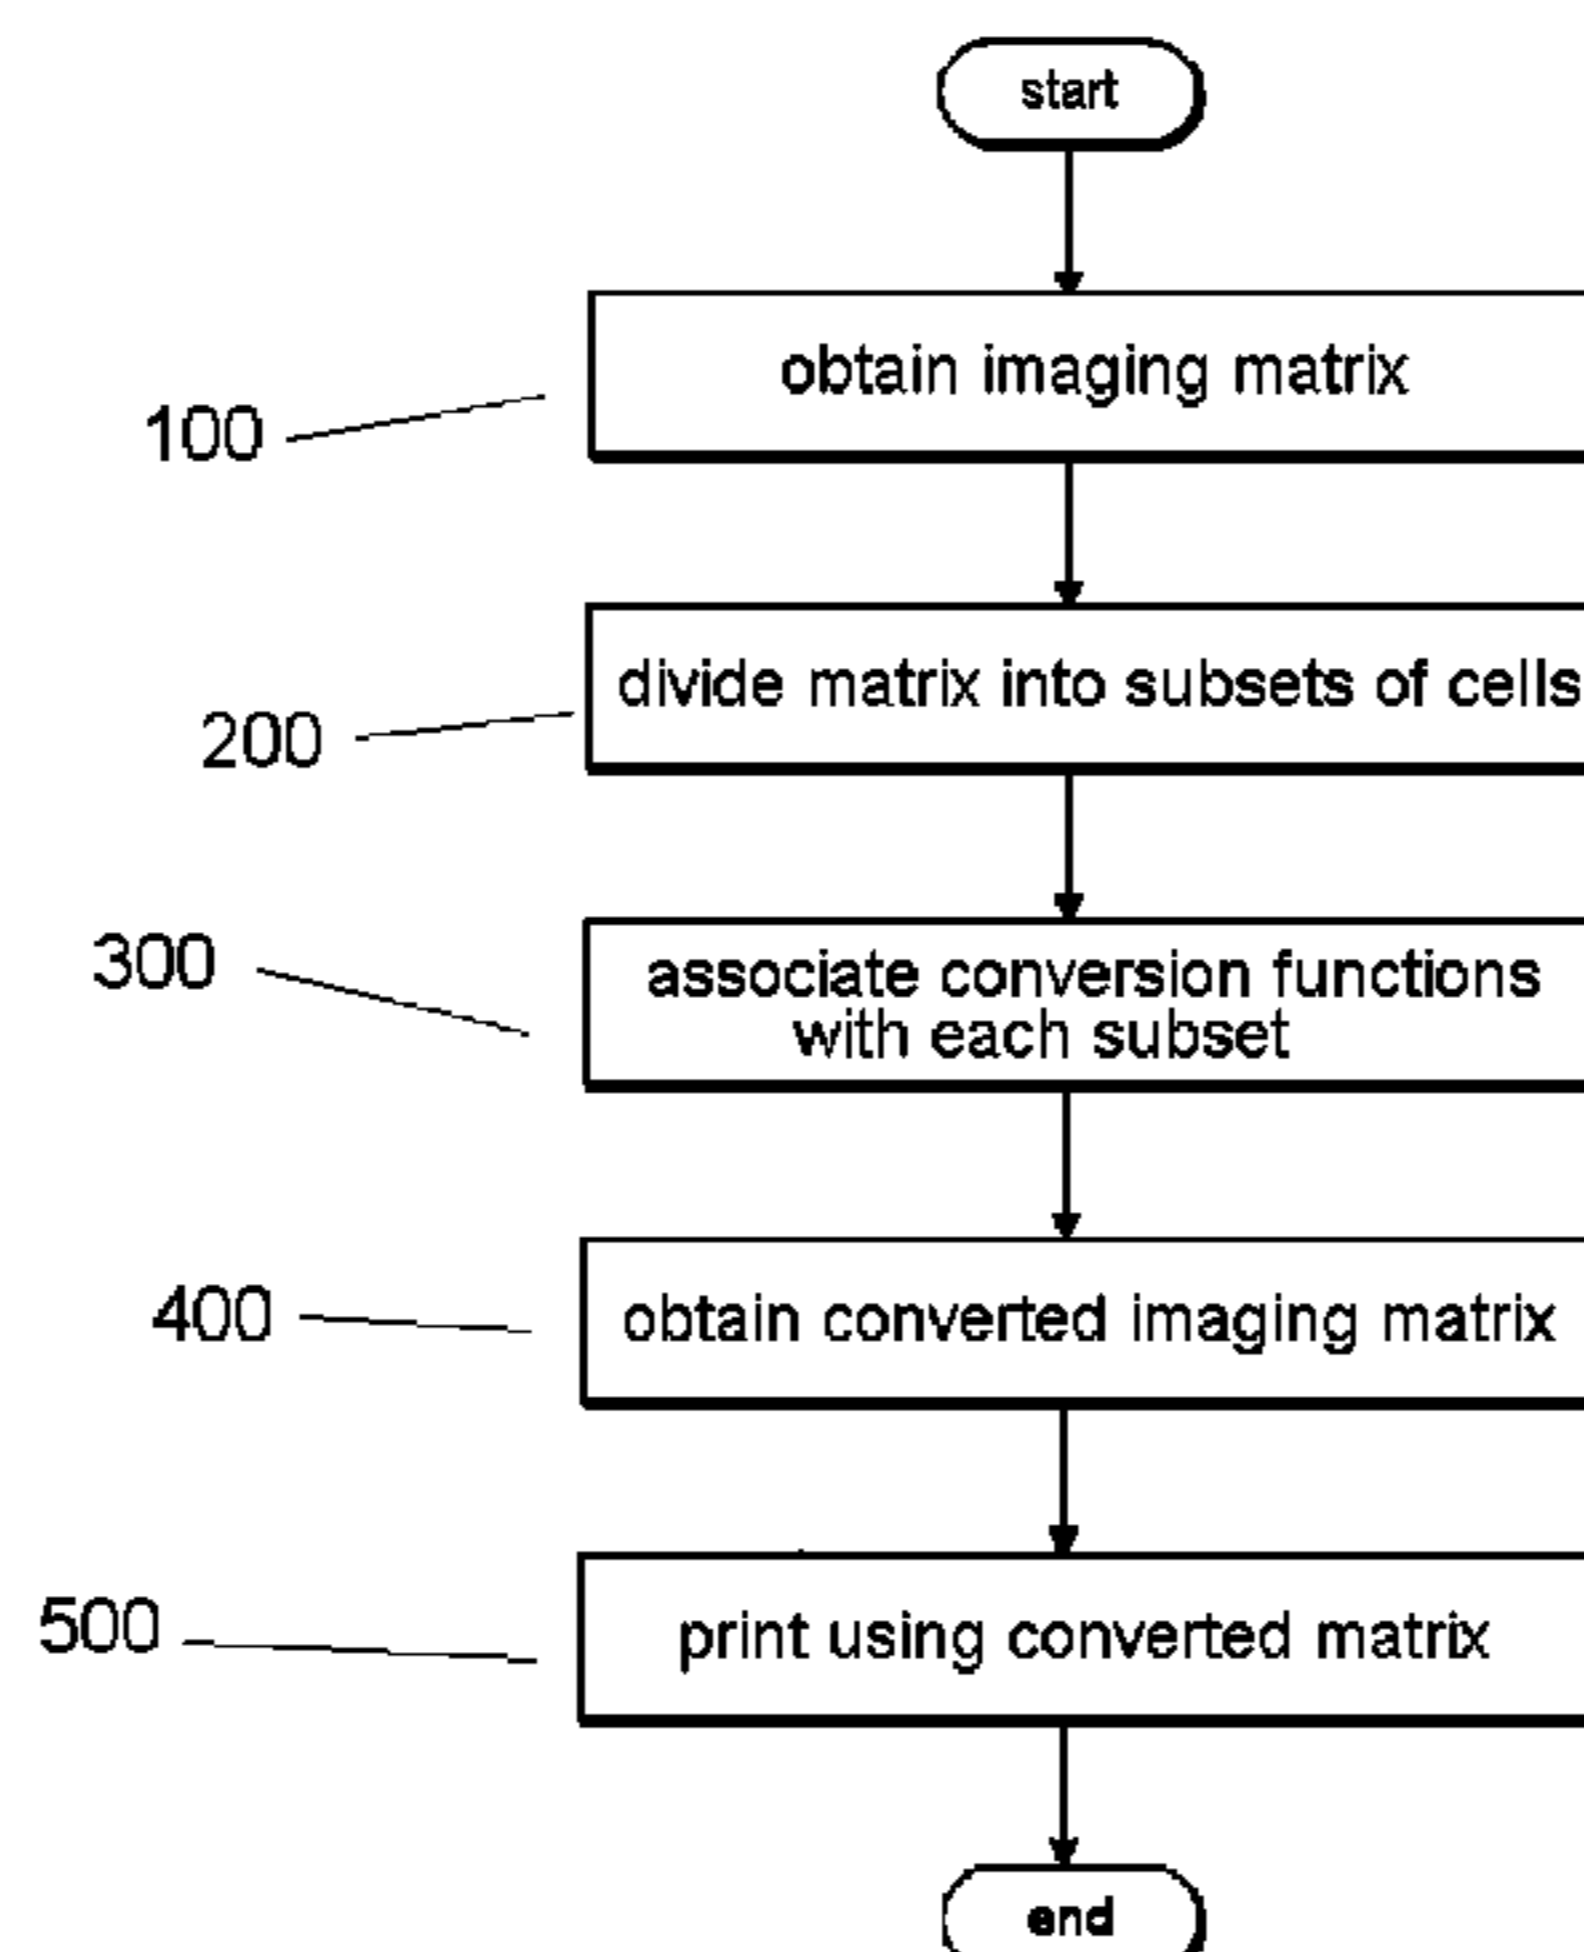 start
obtain imaging matrix
100
divide matrix into subsets of cells
200
300
associate conversion functions
with each subset
400
obtain converted imaging matrix
500
print using converted matrix
end